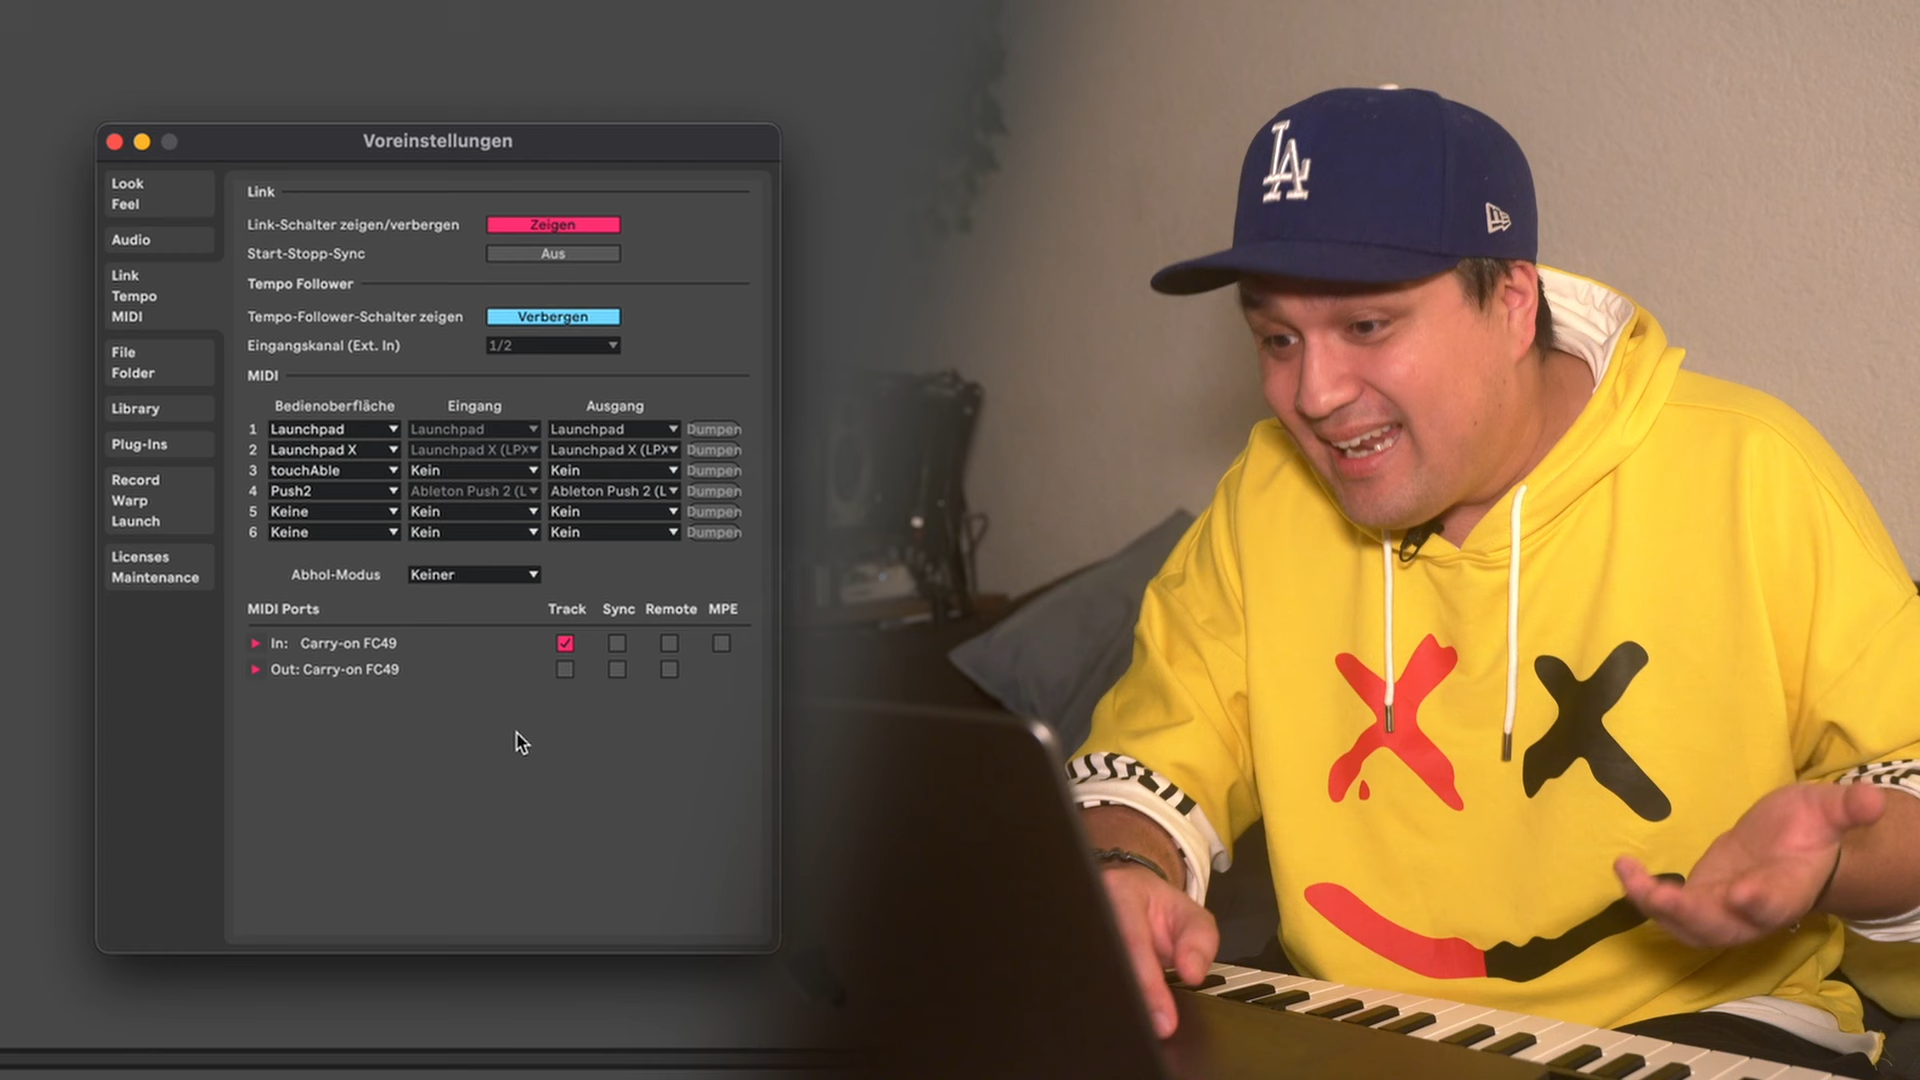 Voreinstellungen
Look
Feel
Audio
Link
Tempo
MIDI
File
Folder
Library
Plug-Ins
Record
Warp
Launch
Licenses
Maintenance
Link
Link-Schalter zeigen/verbergen Zeigen
Start-Stopp-Sync Aus
Tempo Follower
Tempo-Follower-Schalter zeigen Verbergen
Eingangskanal (Ext. In) 1/2
MIDI
Bedienoberfläche Eingang Ausgang
1 Launchpad Launchpad Launchpad Dumpen
2 Launchpad X Launchpad X (LPX Launchpad X (LPX Dumpen
3 touchAble Kein Kein Dumpen
4 Push2 Ableton Push 2 (L Ableton Push 2 (L Dumpen
5 Keine Kein Kein Dumpen
6 Keine Kein Kein Dumpen
Abhol-Modus Keiner
MIDI Ports Track Sync Remote MPE
In: Carry-on FC49
Out: Carry-on FC49
LA